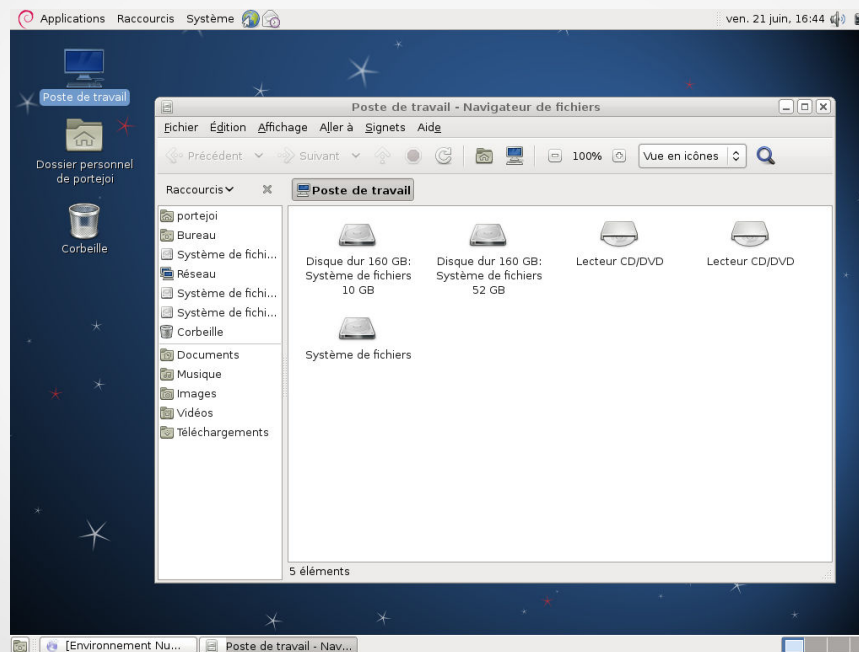 Applications Raccourcis Système
ven. 21 juin, 16:44
Poste de travail
Dossier personnel
de portejoi
Corbeille
Poste de travail - Navigateur de fichiers
Fichier Édition Affichage Aller à Signets Aide
Précédent Suivant 100% Vue en icônes
Raccourcis
Poste de travail
portejoi
Bureau
Système de fichi...
Réseau
Système de fichi...
Système de fichi...
Corbeille
Documents
Musique
Images
Vidéos
Téléchargements
Disque dur 160 GB:
Système de fichiers
10 GB
Disque dur 160 GB:
Système de fichiers
52 GB
Lecteur CD/DVD
Lecteur CD/DVD
Système de fichiers
5 éléments
[Environnement Nu...
Poste de travail - Nav...